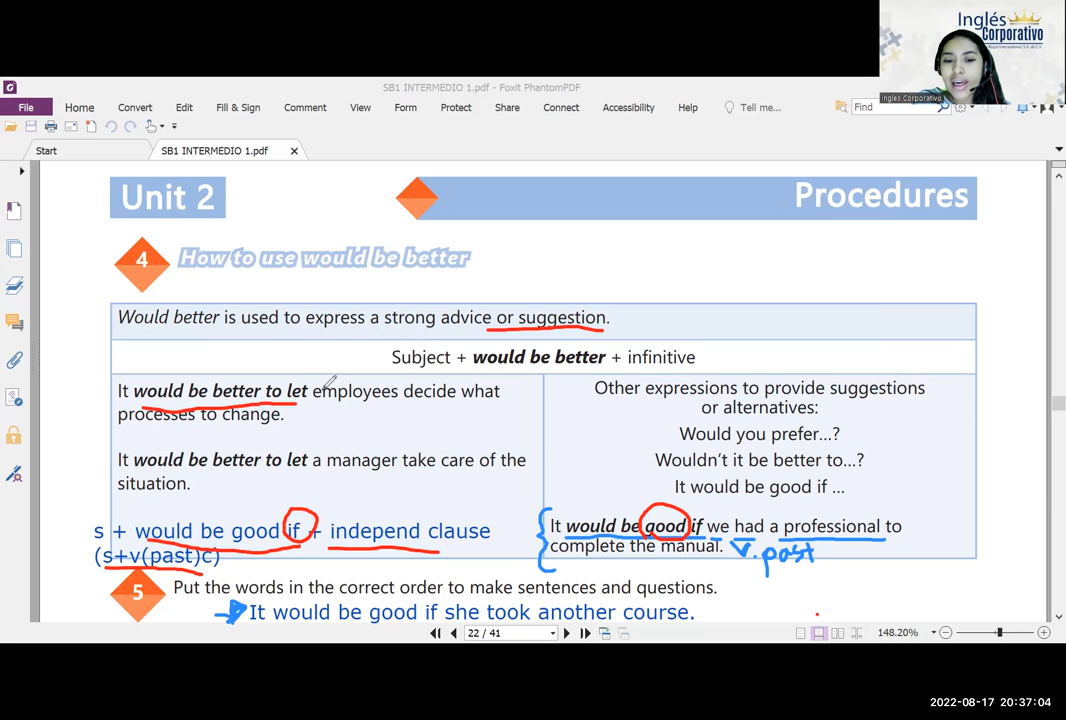 Inglés
Corporativo
Inglés Corporativo
SB1 INTERMEDIO 1.pdf - Foxit PhantomPDF
File Home Convert Edit Fill & Sign Comment View Form Protect Share Connect Accessibility Help Tell me... Find
Start SB1 INTERMEDIO 1.pdf
Unit 2 Procedures
4 How to use would be better
Would better is used to express a strong advice or suggestion.
Subject + would be better + infinitive
It would be better to let employees decide what
processes to change.
It would be better to let a manager take care of the
situation.
s + would be good if + independ clause
(s+v(past)c)
Other expressions to provide suggestions
or alternatives:
Would you prefer...?
Wouldn't it be better to...?
It would be good if ...
It would be good if we had a professional to
complete the manual.
v. past
5 Put the words in the correct order to make sentences and questions.
It would be good if she took another course.
22 / 41
148.20%
2022-08-17 20:37:04